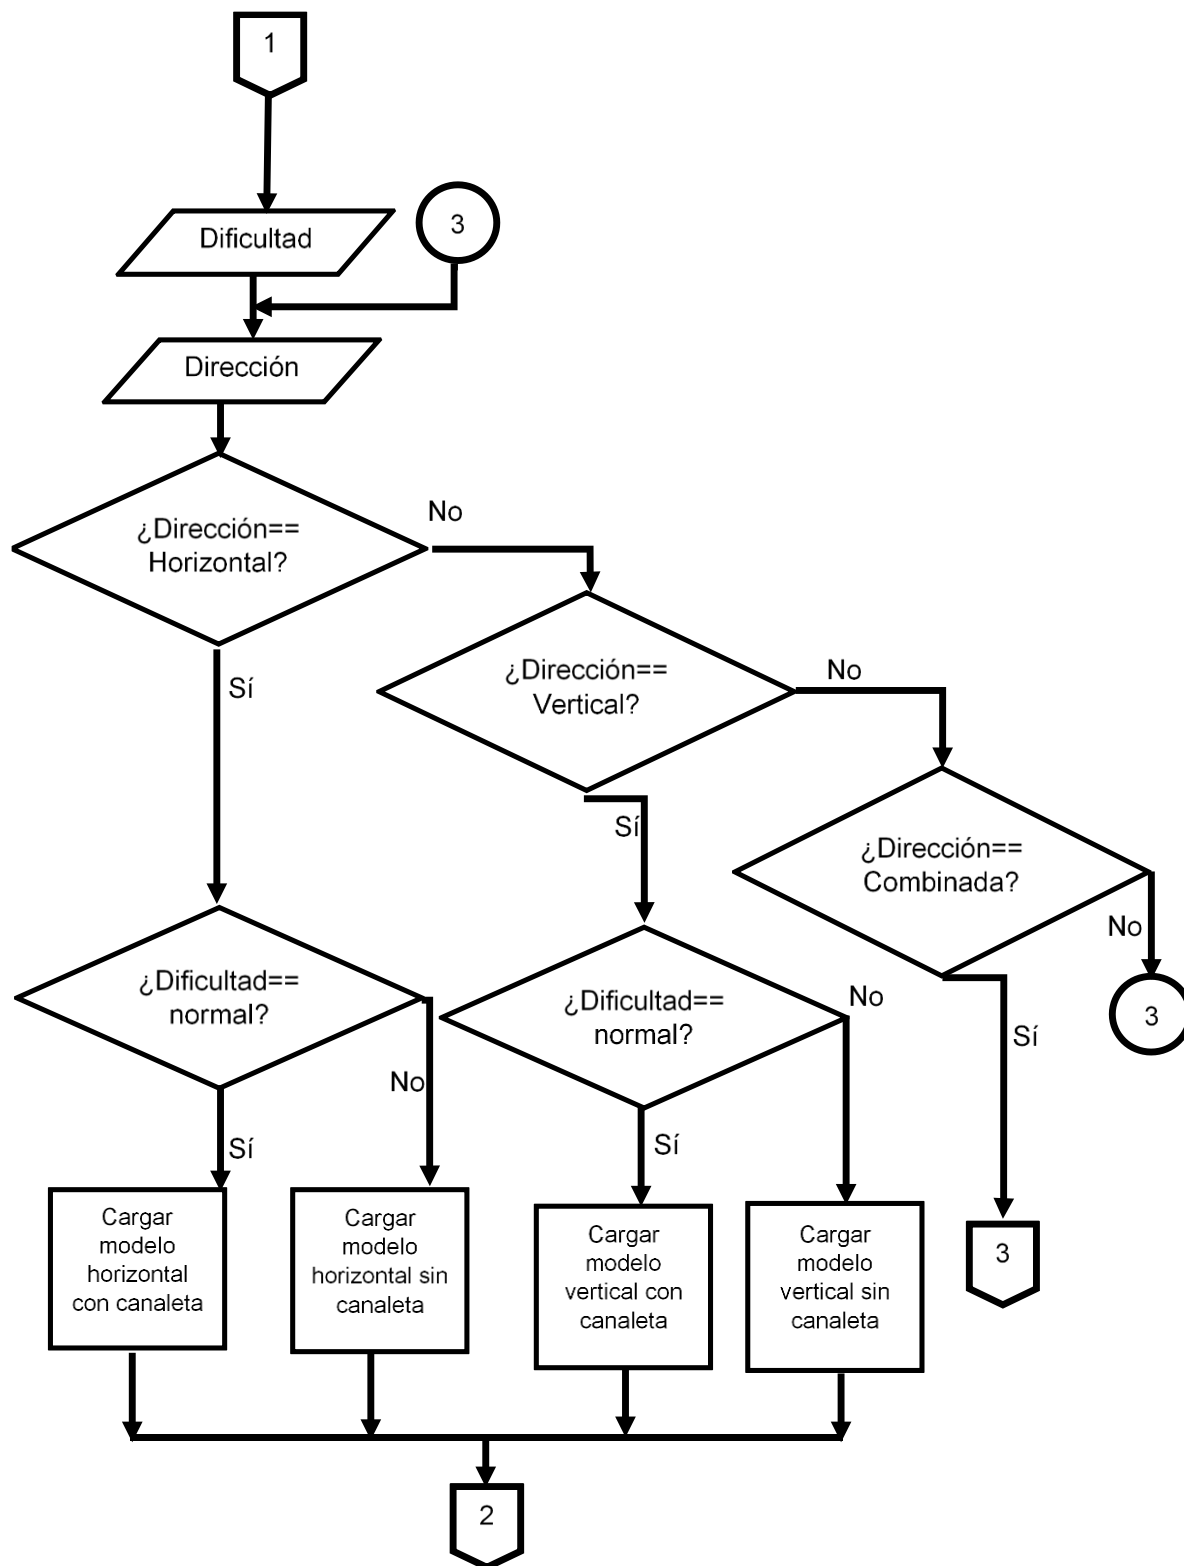 1
3
Dificultad
Dirección
No
¿Dirección==
Horizontal?
¿Dirección==
Vertical?
No
Sí
Sí
¿Dirección==
Combinada?
No
¿Dificultad==
normal?
¿Dificultad==
normal?
No
3
Sí
No
Sí
Sí
Cargar
modelo
horizontal
con canaleta
Cargar
modelo
horizontal sin
canaleta
Cargar
modelo
vertical con
canaleta
Cargar
modelo
vertical sin
canaleta
3
2